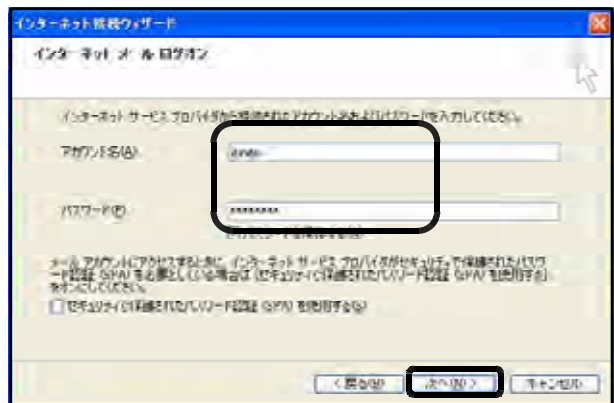 インターネット接続ウィザード
インターネット メール ログオン
インターネット サービス プロバイダから提供されたアカウント名およびパスワードを入力してください。
アカウント名(A)
パスワード(P)
メール アカウントにアクセスするときに、インターネット サービス プロバイダがセキュリティで保護されたパスワ
ード認証 (SPA) を必要としている場合は [セキュリティで保護されたパスワード認証 (SPA) を使用する]
をオンにしてください。
セキュリティで保護されたパスワード認証 (SPA) を使用する(S)
< 戻る(B)
次へ(N) >
キャンセル